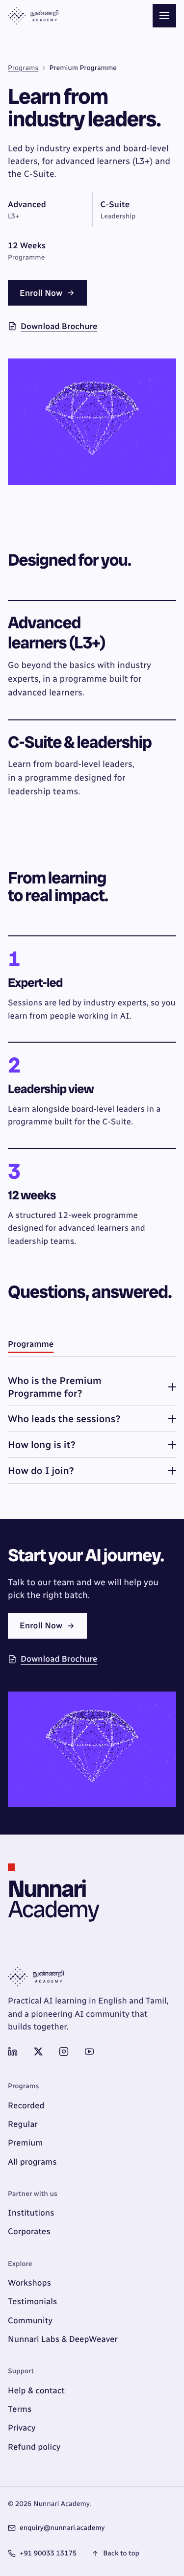 நுண்ணறி
ACADEMY
Programs > Premium Programme
Learn from
industry leaders.
Led by industry experts and board-level
leaders, for advanced learners (L3+) and
the C-Suite.
Advanced
L3+
C-Suite
Leadership
12 Weeks
Programme
Enroll Now →
Download Brochure
Designed for you.
Advanced
learners (L3+)
Go beyond the basics with industry
experts, in a programme built for
advanced learners.
C-Suite & leadership
Learn from board-level leaders,
in a programme designed for
leadership teams.
From learning
to real impact.
1
Expert-led
Sessions are led by industry experts, so you
learn from people working in AI.
2
Leadership view
Learn alongside board-level leaders in a
programme built for the C-Suite.
3
12 weeks
A structured 12-week programme
designed for advanced learners and
leadership teams.
Questions, answered.
Programme
Who is the Premium
Programme for?
Who leads the sessions?
How long is it?
How do I join?
Start your AI journey.
Talk to our team and we will help you
pick the right batch.
Enroll Now →
Download Brochure
Nunnari
Academy
நுண்ணறி
ACADEMY
Practical AI learning in English and Tamil,
and a pioneering AI community that
builds together.
Programs
Recorded
Regular
Premium
All programs
Partner with us
Institutions
Corporates
Explore
Workshops
Testimonials
Community
Nunnari Labs & DeepWeaver
Support
Help & contact
Terms
Privacy
Refund policy
© 2026 Nunnari Academy.
enquiry@nunnari.academy
+91 90033 13175
↑ Back to top